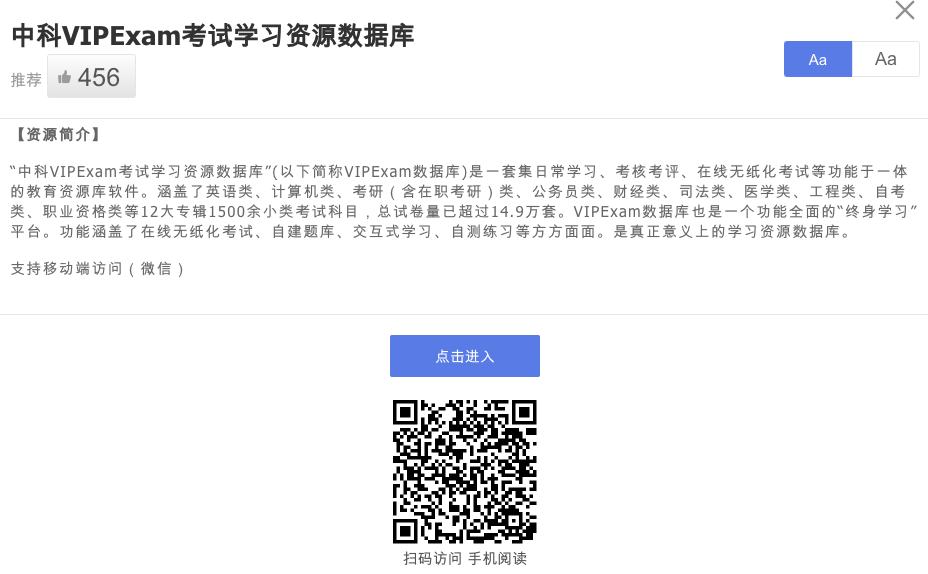 中科VIPExam考试学习资源数据库
推荐 456
Aa Aa
【资源简介】
“中科VIPExam考试学习资源数据库”(以下简称VIPExam数据库)是一套集日常学习、考核考评、在线无纸化考试等功能于一体
的教育资源库软件。涵盖了英语类、计算机类、考研（含在职考研）类、公务员类、财经类、司法类、医学类、工程类、自考
类、职业资格类等12大专辑1500余小类考试科目，总试卷量已超过14.9万套。VIPExam数据库也是一个功能全面的“终身学习”
平台。功能涵盖了在线无纸化考试、自建题库、交互式学习、自测练习等方方面面。是真正意义上的学习资源数据库。
支持移动端访问（微信）
点击进入
扫码访问 手机阅读